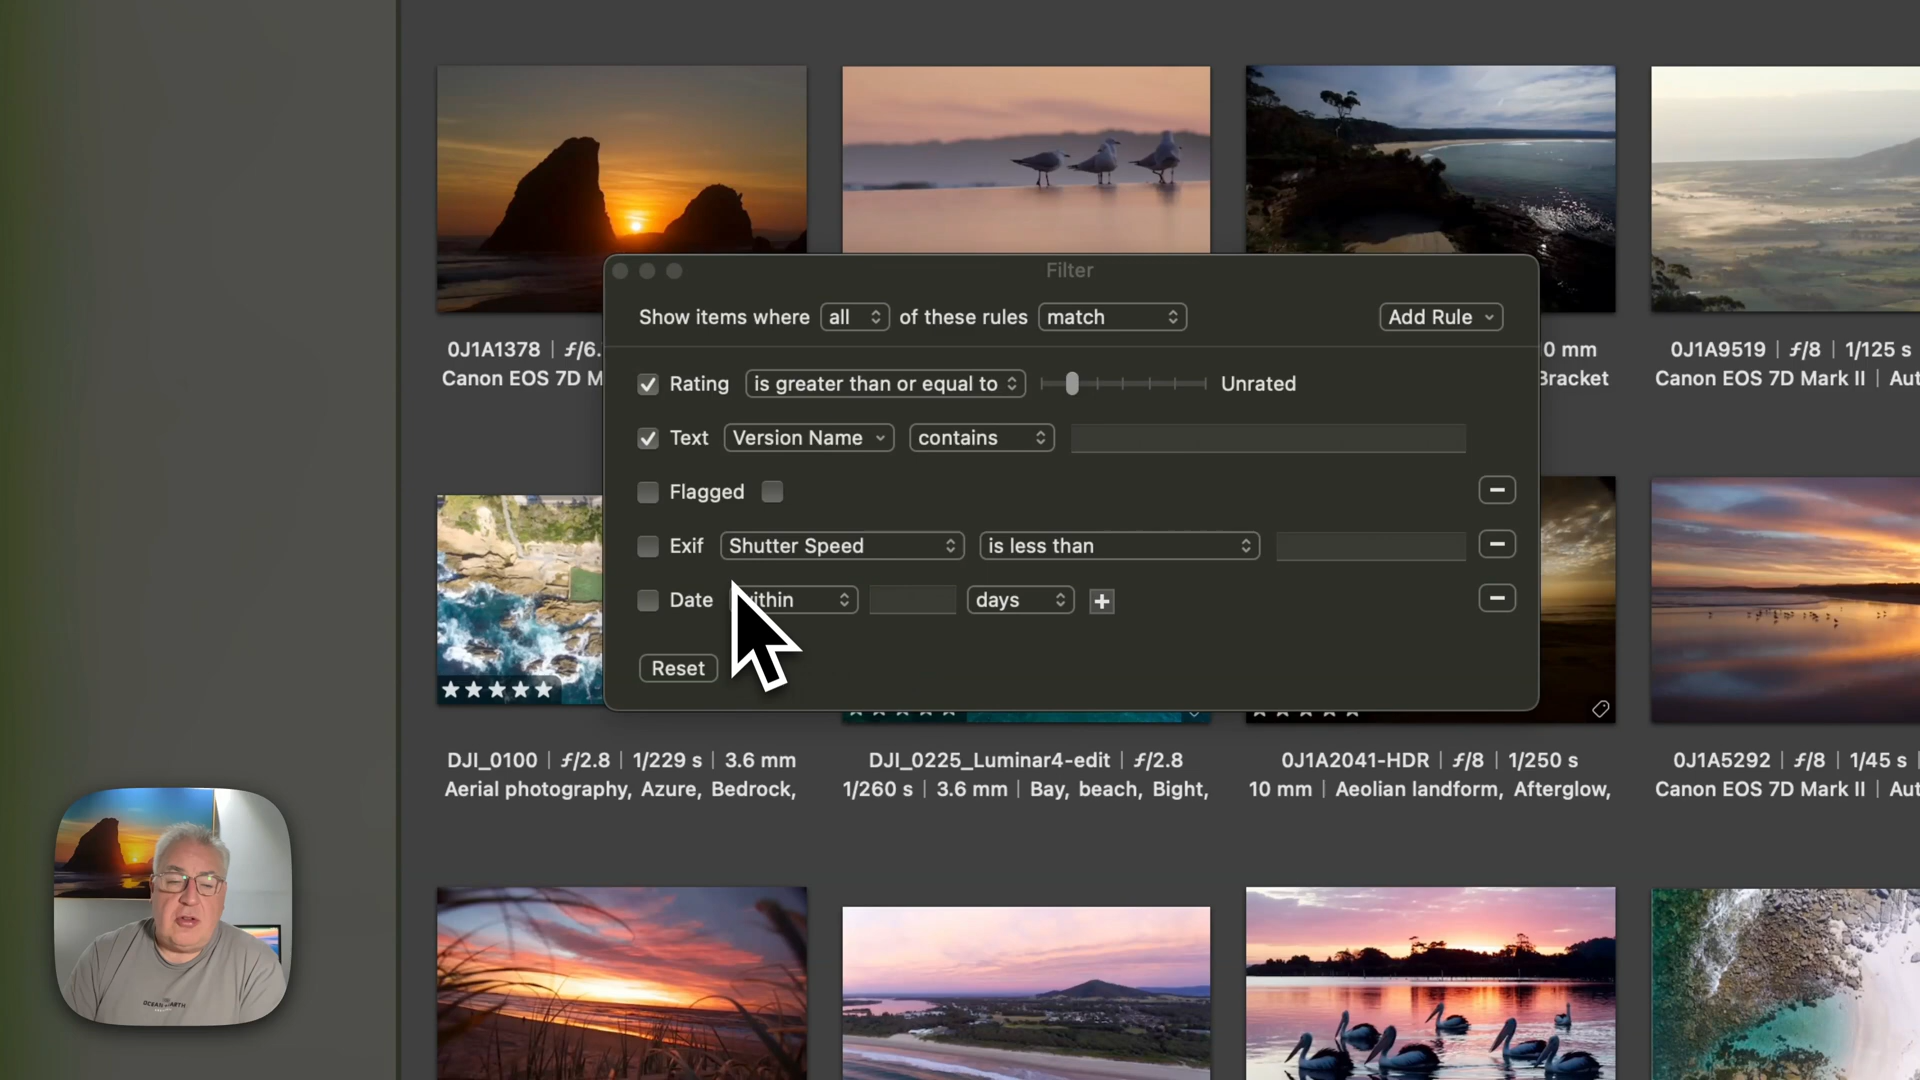 Filter
Show items where all of these rules match Add Rule
Rating is greater than or equal to Unrated
Text Version Name contains
Flagged
Exif Shutter Speed is less than
Date within days
Reset
0J1A1378 | ƒ/6.
Canon EOS 7D M
0 mm
Bracket
0J1A9519 | ƒ/8 | 1/125 s
Canon EOS 7D Mark II | Aut
DJI_0100 | ƒ/2.8 | 1/229 s | 3.6 mm
Aerial photography, Azure, Bedrock,
DJI_0225_Luminar4-edit | ƒ/2.8
1/260 s | 3.6 mm | Bay, beach, Bight,
0J1A2041-HDR | ƒ/8 | 1/250 s
10 mm | Aeolian landform, Afterglow,
0J1A5292 | ƒ/8 | 1/45 s |
Canon EOS 7D Mark II | Aut